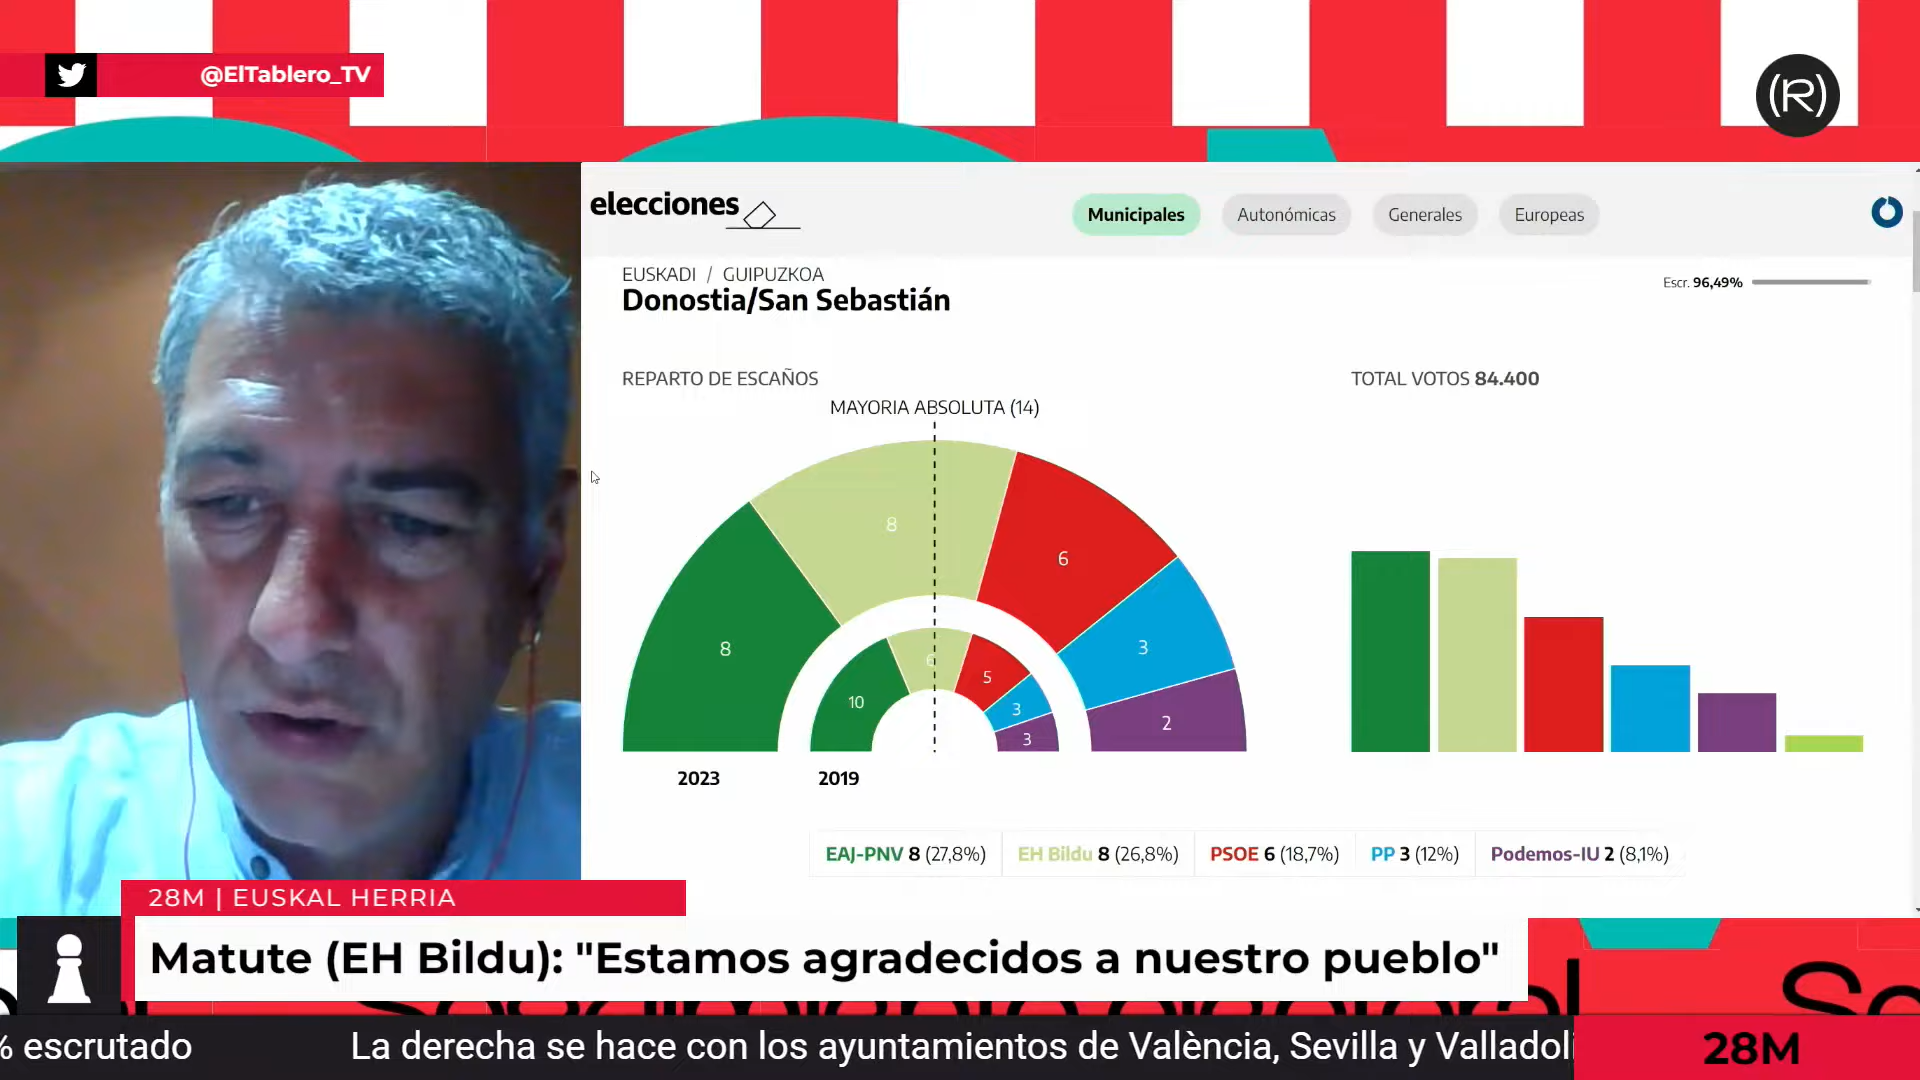 @ElTablero_TV
(R)
elecciones
Municipales
Autonómicas
Generales
Europeas
EUSKADI / GUIPUZKOA
Donostia/San Sebastián
Escr. 96,49%
REPARTO DE ESCAÑOS
TOTAL VOTOS 84.400
MAYORIA ABSOLUTA (14)
8
8
6
3
2
10
6
5
3
3
2023
2019
EAJ-PNV 8 (27,8%)
EH Bildu 8 (26,8%)
PSOE 6 (18,7%)
PP 3 (12%)
Podemos-IU 2 (8,1%)
28M | EUSKAL HERRIA
Matute (EH Bildu): "Estamos agradecidos a nuestro pueblo"
% escrutado
La derecha se hace con los ayuntamientos de València, Sevilla y Valladoli
28M